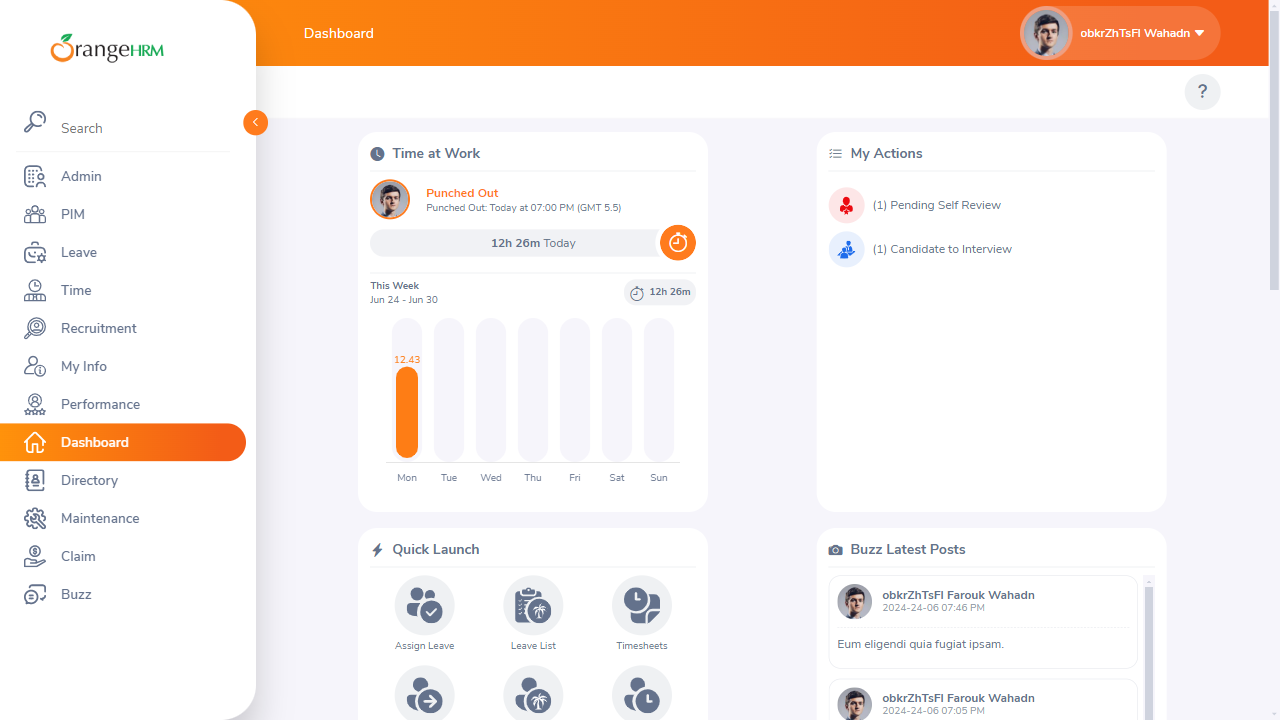 OrangeHRM
Dashboard
obkrZhTsFl Wahadn
?
Search
Admin
PIM
Leave
Time
Recruitment
My Info
Performance
Dashboard
Directory
Maintenance
Claim
Buzz
Time at Work
Punched Out
Punched Out: Today at 07:00 PM (GMT 5.5)
12h 26m Today
This Week
Jun 24 - Jun 30
12h 26m
12.43
Mon Tue Wed Thu Fri Sat Sun
My Actions
(1) Pending Self Review
(1) Candidate to Interview
Quick Launch
Assign Leave
Leave List
Timesheets
Buzz Latest Posts
obkrZhTsFl Farouk Wahadn
2024-24-06 07:46 PM
Eum eligendi quia fugiat ipsam.
obkrZhTsFl Farouk Wahadn
2024-24-06 07:05 PM